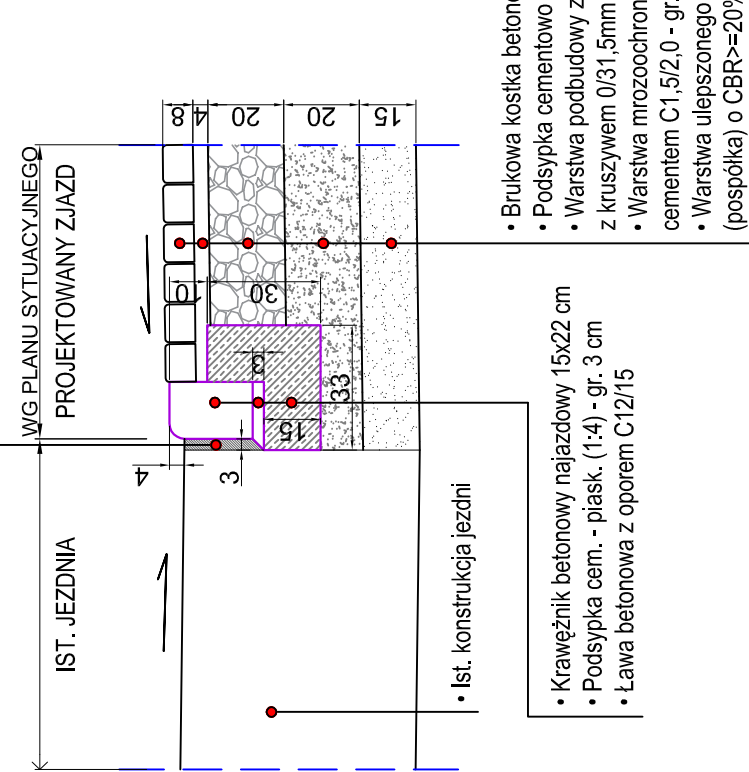 WG PLANU SYTUACYJNEGO
PROJEKTOWANY ZJAZD
IST. JEZDNIA
8
4
20
20
15
10
30
3
33
15
4
3
• Ist. konstrukcja jezdni
• Krawężnik betonowy najazdowy 15x22 cm
• Podsypka cem. - piask. (1:4) - gr. 3 cm
• Ława betonowa z oporem C12/15
• Brukowa kostka betono
• Podsypka cementowo
• Warstwa podbudowy z
z kruszywem 0/31,5mm
• Warstwa mrozoochron
cementem C1,5/2,0 - gr.
• Warstwa ulepszonego
(pospółka) o CBR>=20%